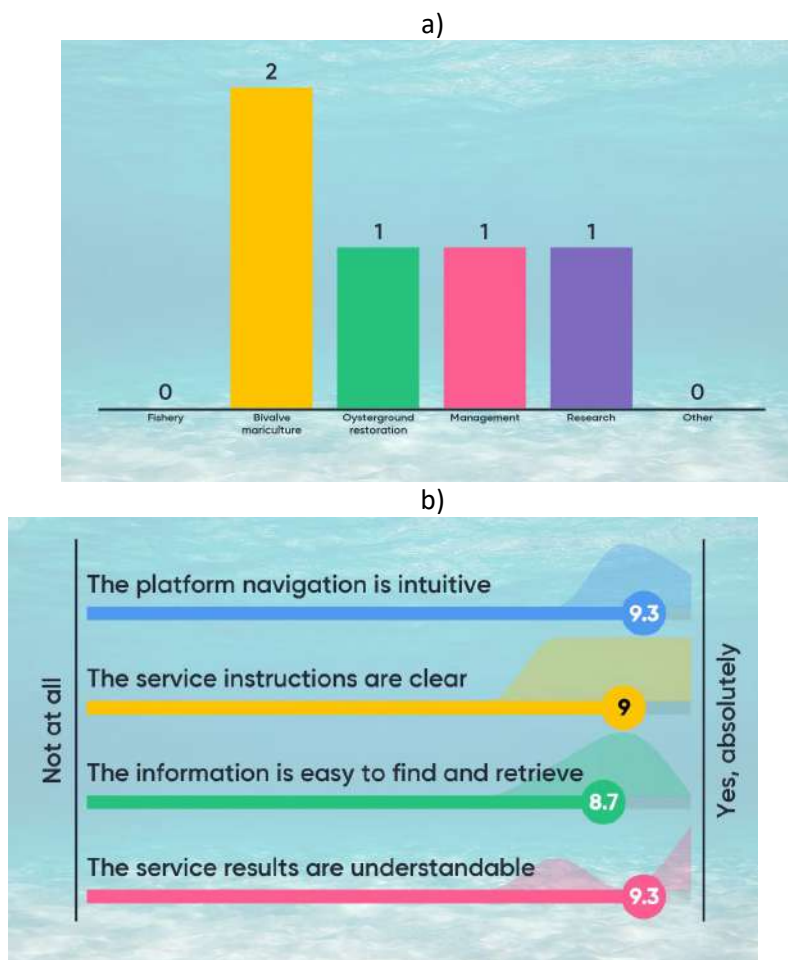 a)
2
1
1
1
0
0
Fishery
Bivalve
mariculture
Oysterground
restoration
Management
Research
Other
b)
Not at all
The platform navigation is intuitive
9.3
The service instructions are clear
9
The information is easy to find and retrieve
8.7
The service results are understandable
9.3
Yes, absolutely